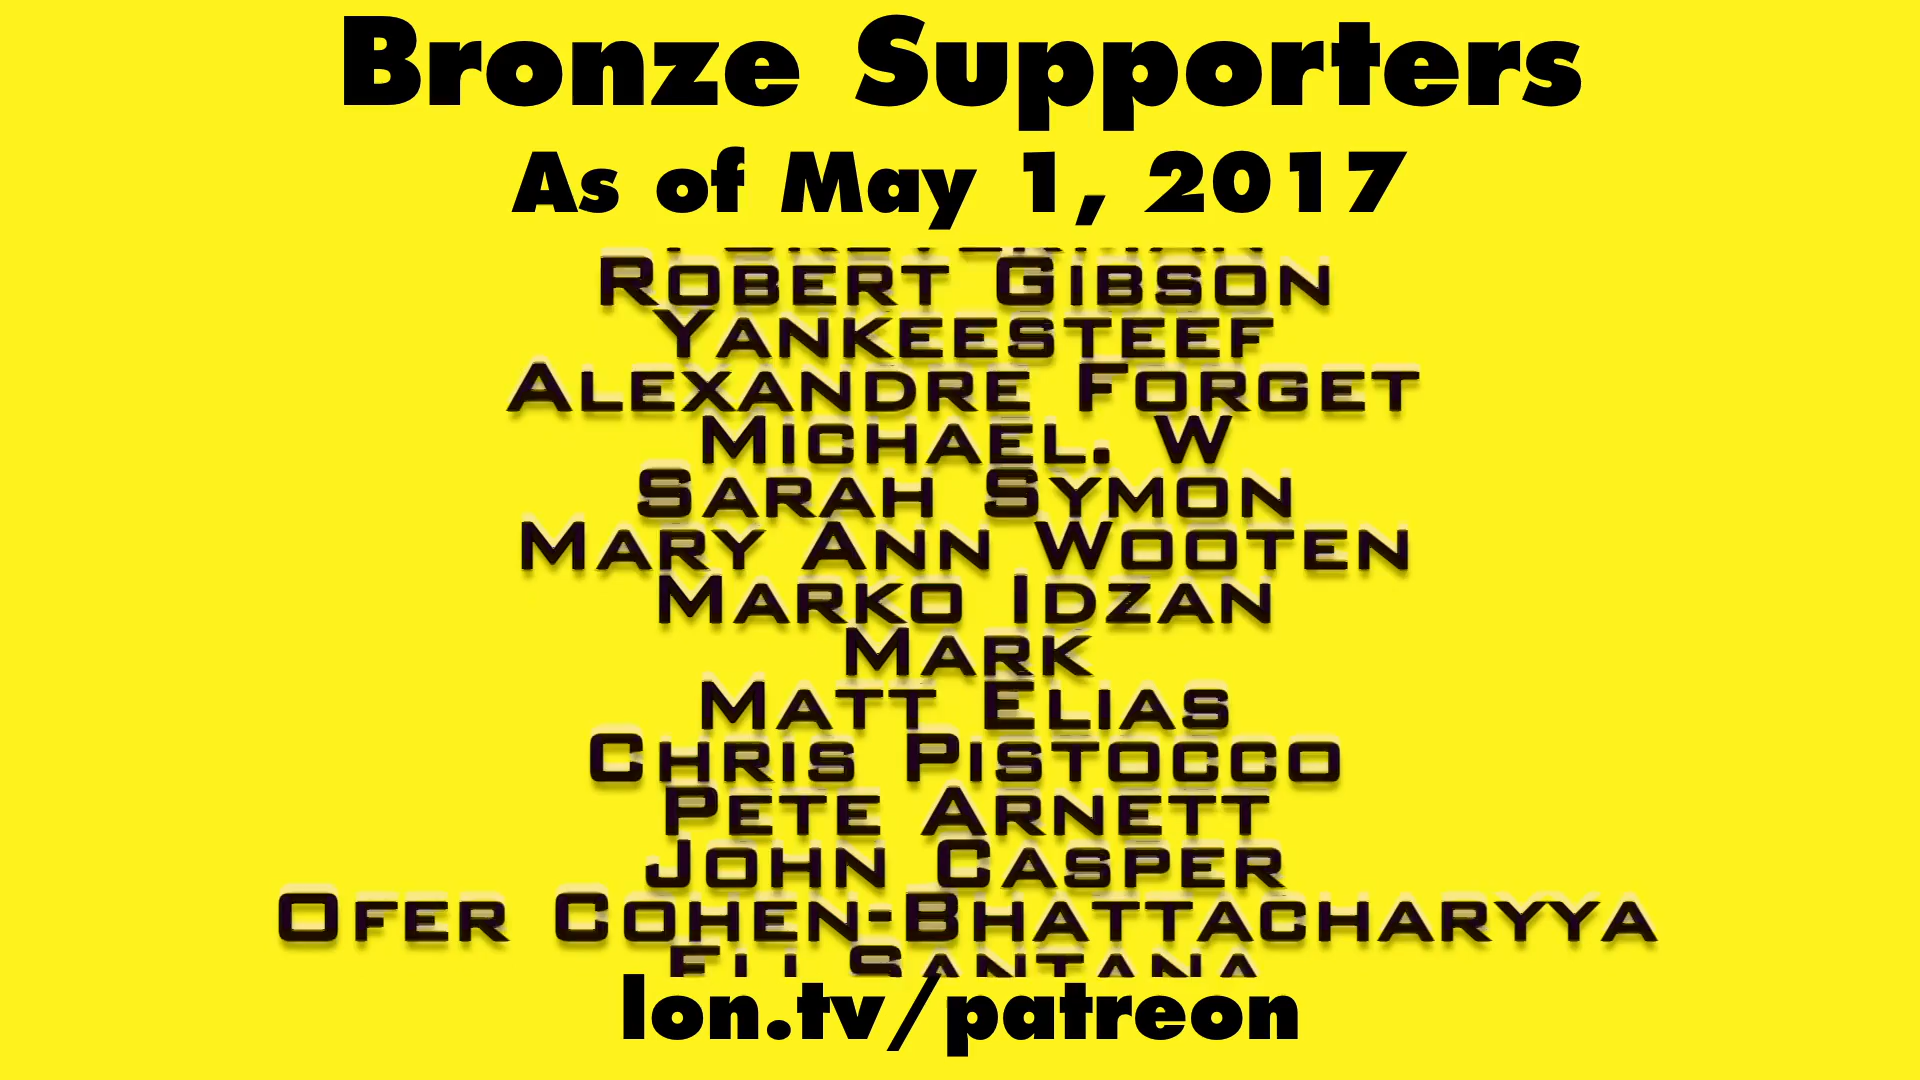 Bronze Supporters
As of May 1, 2017
Robert Gibson
Yankeesteef
Alexandre Forget
Michael. W
Sarah Symon
Mary Ann Wooten
Marko Idzan
Mark
Matt Elias
Chris Pistocco
Pete Arnett
John Casper
Ofer Cohen-Bhattacharyya
Santana
lon.tv/patreon